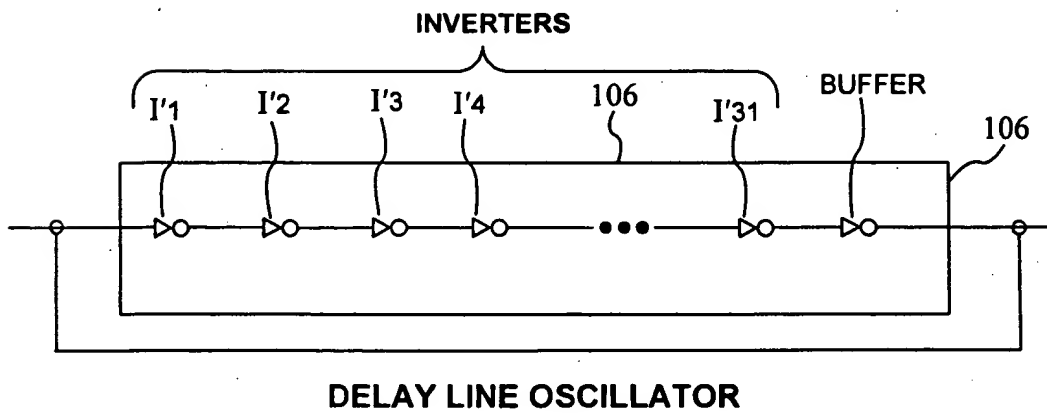 INVERTERS
I'1 I'2 I'3 I'4 106 I'31 BUFFER
106
DELAY LINE OSCILLATOR